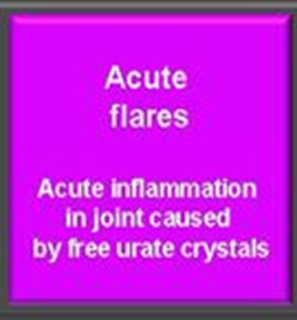 Acute
flares
Acute inflammation
in joint caused
by free urate crystals